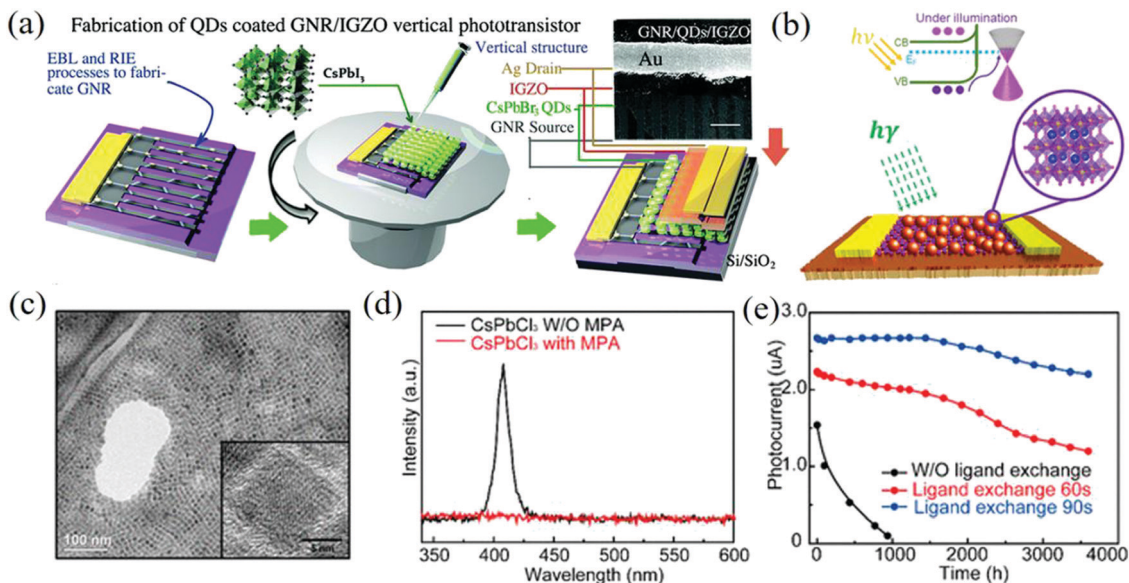 (a)
Fabrication of QDs coated GNR/IGZO vertical phototransistor
EBL and RIE
processes to fabri-
cate GNR
CsPbI₃
Vertical structure
Ag Drain
IGZO
CsPbBr₃ QDs
GNR Source
GNR/QDs/IGZO
Au
Si/SiO₂
(b)
Under illumination
hν
CB
E_F
VB
hγ
(c)
100 nm
5 nm
(d)
CsPbCl₃ W/O MPA
CsPbCl₃ with MPA
Intensity (a.u.)
350 400 450 500 550 600
Wavelength (nm)
(e)
3.0
2.0
1.0
0.0
Photocurrent (uA)
W/O ligand exchange
Ligand exchange 60s
Ligand exchange 90s
0 1000 2000 3000 4000
Time (h)